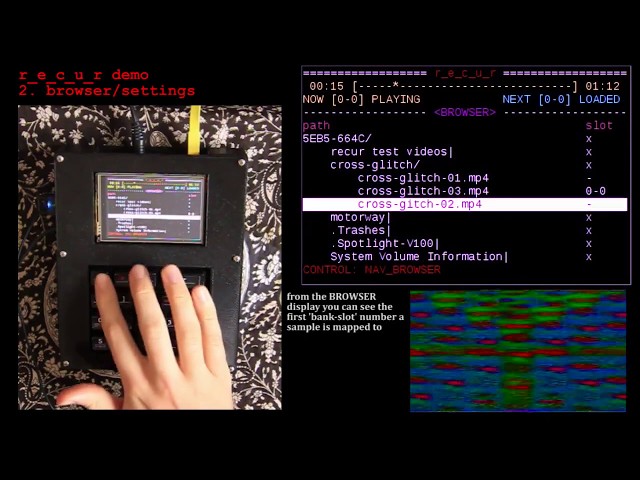 r_e_c_u_r demo
2. browser/settings
================== r_e_c_u_r ==================
00:15 [-----*-------------------------] 01:12
NOW [0-0] PLAYING NEXT [0-0] LOADED
------------------- <BROWSER> -------------------
path slot
5EB5-664C/ x
recur test videos| x
cross-glitch/ x
cross-glitch-01.mp4 -
cross-glitch-03.mp4 0-0
cross-gitch-02.mp4 -
motorway| x
.Trashes| x
.Spotlight-V100| x
System Volume Information| x
CONTROL: NAV_BROWSER
from the BROWSER
display you can see the
first 'bank-slot' number a
sample is mapped to